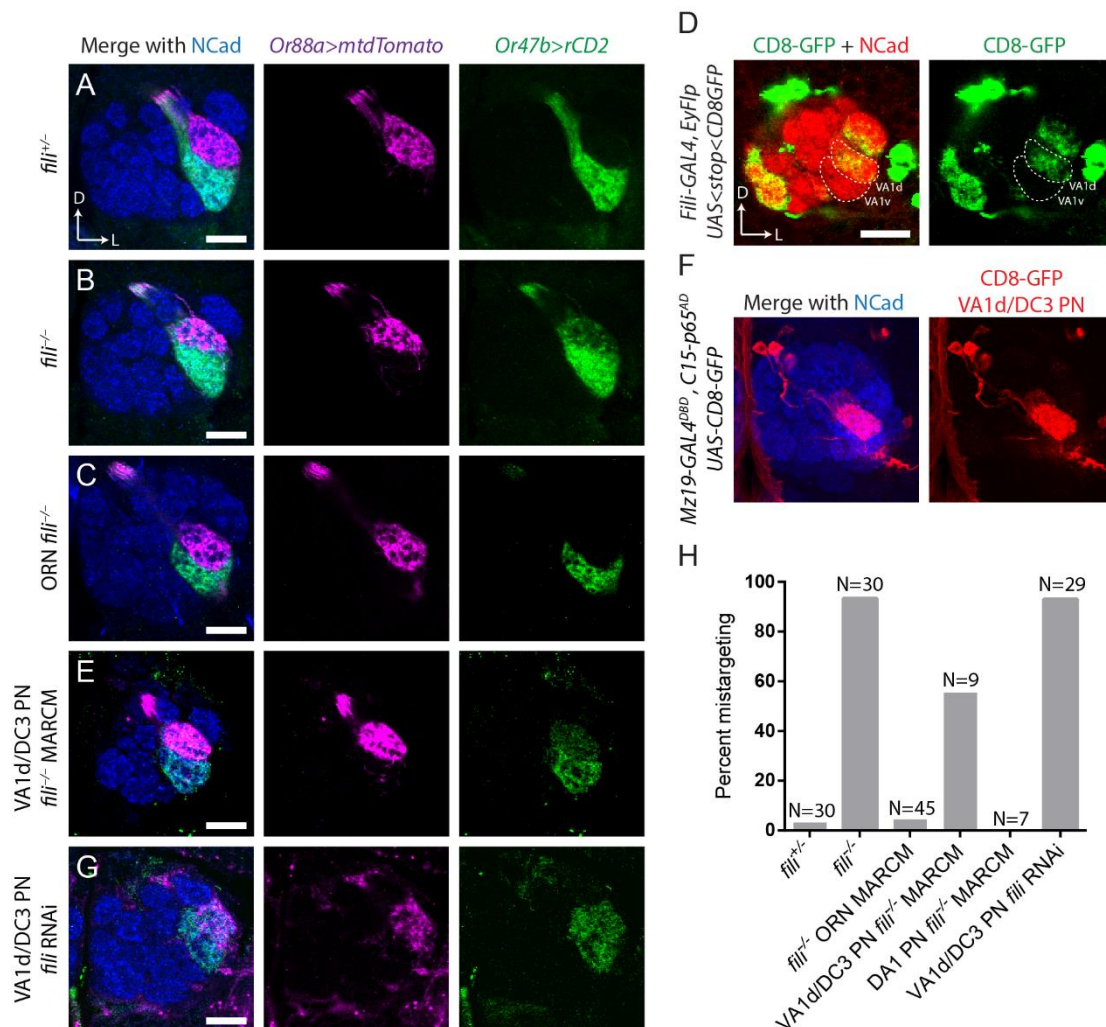 Merge with NCad
Or88a>mtdTomato
Or47b>rCD2
A
fili+/-
D
L
B
fili-/-
C
ORN fili-/-
E
VA1d/DC3 PN
fili-/- MARCM
G
VA1d/DC3 PN
fili RNAi
D
CD8-GFP + NCad
CD8-GFP
Fili-GAL4, EyFlp
UAS<stop<CD8GFP
VA1d
VA1v
D
L
VA1d
VA1v
F
Merge with NCad
CD8-GFP
VA1d/DC3 PN
Mz19-GAL4DBD, C15-p65AD
UAS-CD8-GFP
H
Percent mistargeting
100
80
60
40
20
0
N=30
N=30
N=45
N=9
N=7
N=29
fili+/-
fili-/-
fili-/- ORN MARCM
VA1d/DC3 PN fili-/- MARCM
DA1 PN fili-/- MARCM
VA1d/DC3 PN fili RNAi